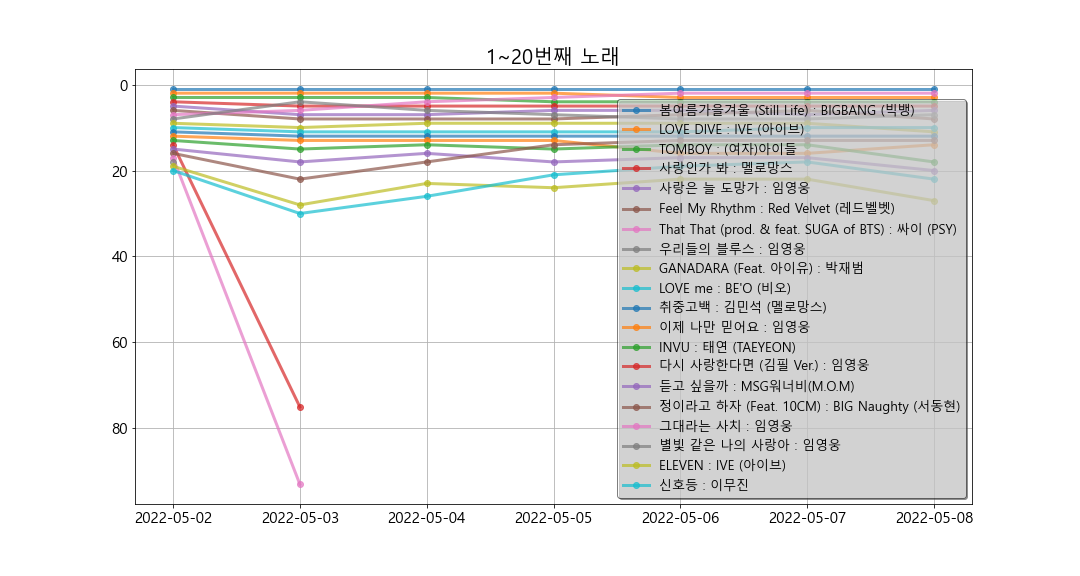 1~20번째 노래
0
20
40
60
80
봄여름가을겨울 (Still Life) : BIGBANG (빅뱅)
LOVE DIVE : IVE (아이브)
TOMBOY : (여자)아이들
사랑인가 봐 : 멜로망스
사랑은 늘 도망가 : 임영웅
Feel My Rhythm : Red Velvet (레드벨벳)
That That (prod. & feat. SUGA of BTS) : 싸이 (PSY)
우리들의 블루스 : 임영웅
GANADARA (Feat. 아이유) : 박재범
LOVE me : BE'O (비오)
취중고백 : 김민석 (멜로망스)
이제 나만 믿어요 : 임영웅
INVU : 태연 (TAEYEON)
다시 사랑한다면 (김필 Ver.) : 임영웅
듣고 싶을까 : MSG워너비(M.O.M)
정이라고 하자 (Feat. 10CM) : BIG Naughty (서동현)
그대라는 사치 : 임영웅
별빛 같은 나의 사랑아 : 임영웅
ELEVEN : IVE (아이브)
신호등 : 이무진
2022-05-02
2022-05-03
2022-05-04
2022-05-05
2022-05-06
2022-05-07
2022-05-08